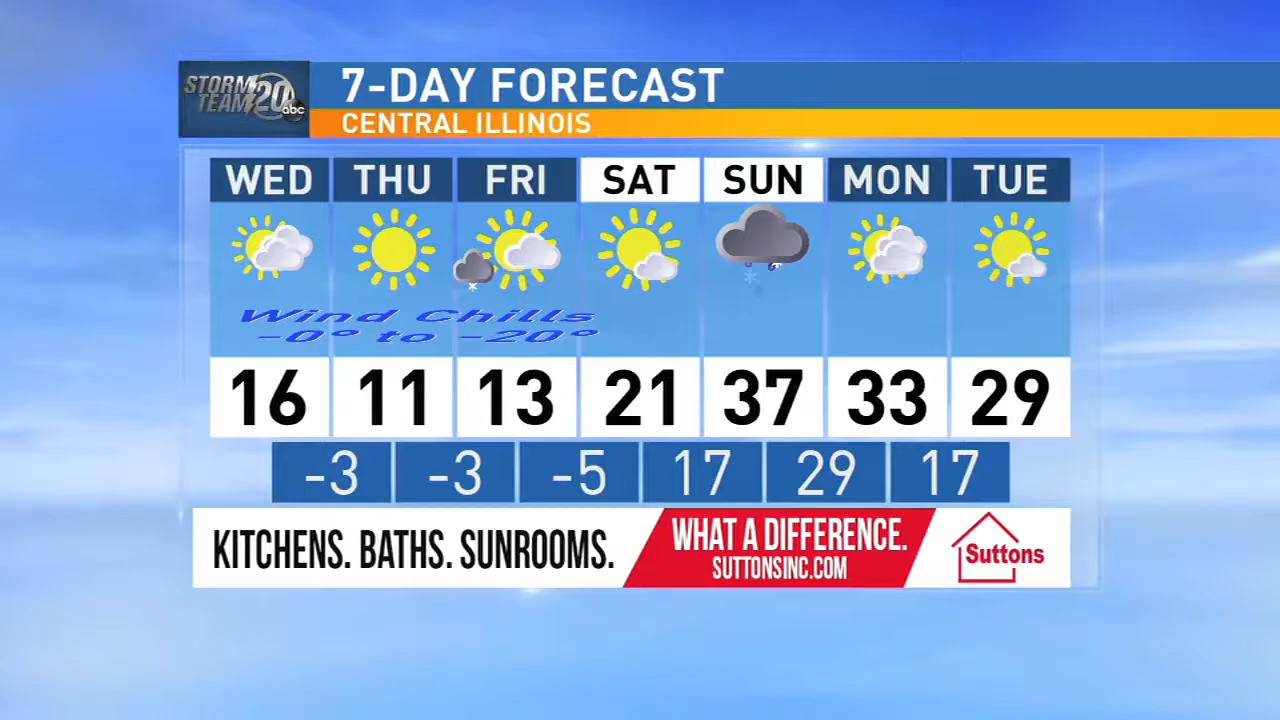 STORM
TEAM 20
abc
7-DAY FORECAST
CENTRAL ILLINOIS
WED THU FRI SAT SUN MON TUE
Wind Chills
-0° to -20°
16 11 13 21 37 33 29
-3 -3 -5 17 29 17
KITCHENS. BATHS. SUNROOMS.
WHAT A DIFFERENCE.
SUTTONSINC.COM
Suttons